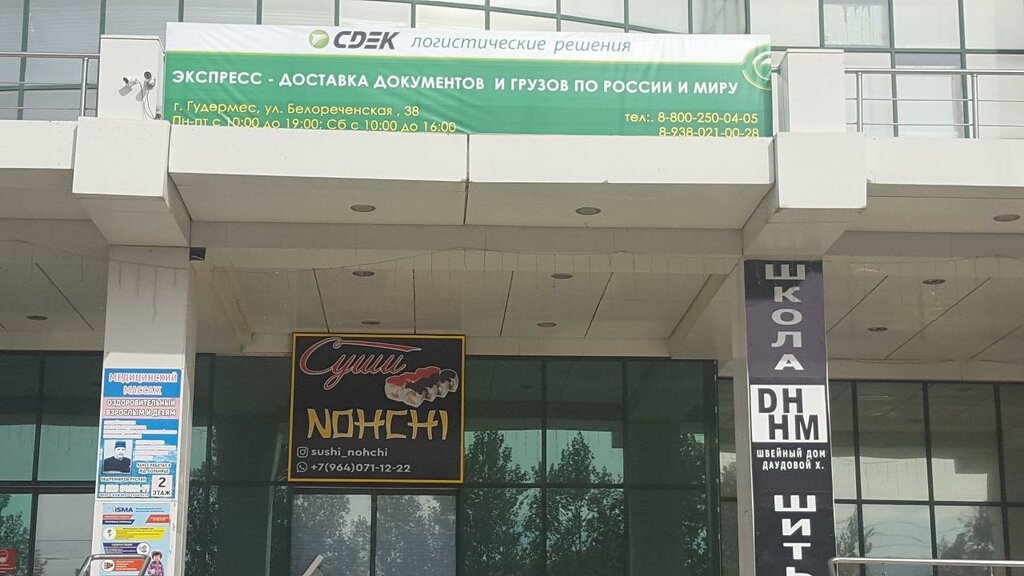 СДЕК логистические решения
ЭКСПРЕСС - ДОСТАВКА ДОКУМЕНТОВ И ГРУЗОВ ПО РОССИИ И МИРУ
г. Гудермес, ул. Белореченская , 38
Пн-пт с 10:00 до 19:00; Сб с 10:00 до 16:00
тел:. 8-800-250-04-05
8-938-021-00-28
Суши
NOHCHI
sushi_nohchi
+7(964)071-12-22
МЕДИЦИНСКИЙ
МАССАЖ
ОЗДОРОВИТЕЛЬНЫЙ
ВЗРОСЛЫМ И ДЕТЯМ
2
ЭТАЖ
ISMA
ШКОЛА
DH
HM
ШВЕЙНЫЙ ДОМ
ДАУДОВОЙ Х.
ШИТЬ